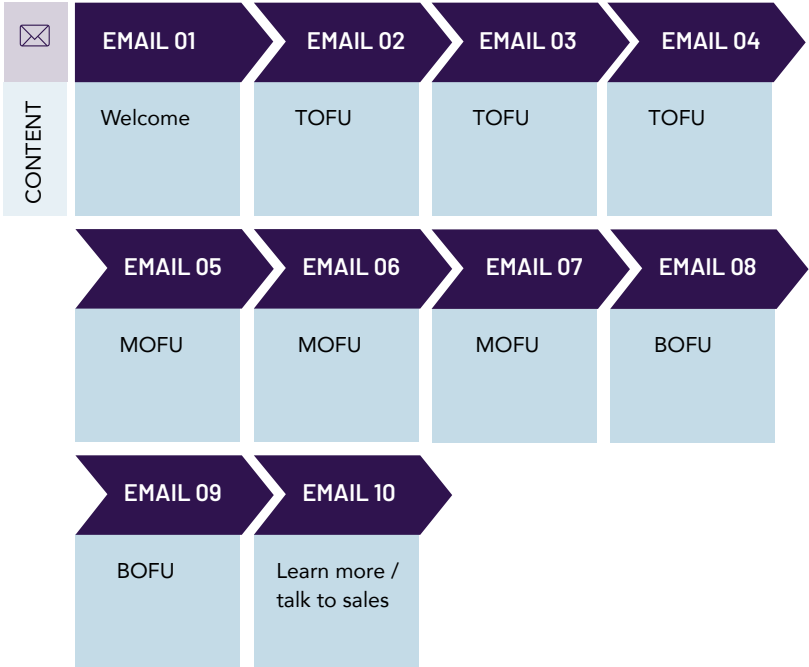 EMAIL 01
EMAIL 02
EMAIL 03
EMAIL 04
CONTENT
Welcome
TOFU
TOFU
TOFU
EMAIL 05
EMAIL 06
EMAIL 07
EMAIL 08
MOFU
MOFU
MOFU
BOFU
EMAIL 09
EMAIL 10
BOFU
Learn more /
talk to sales